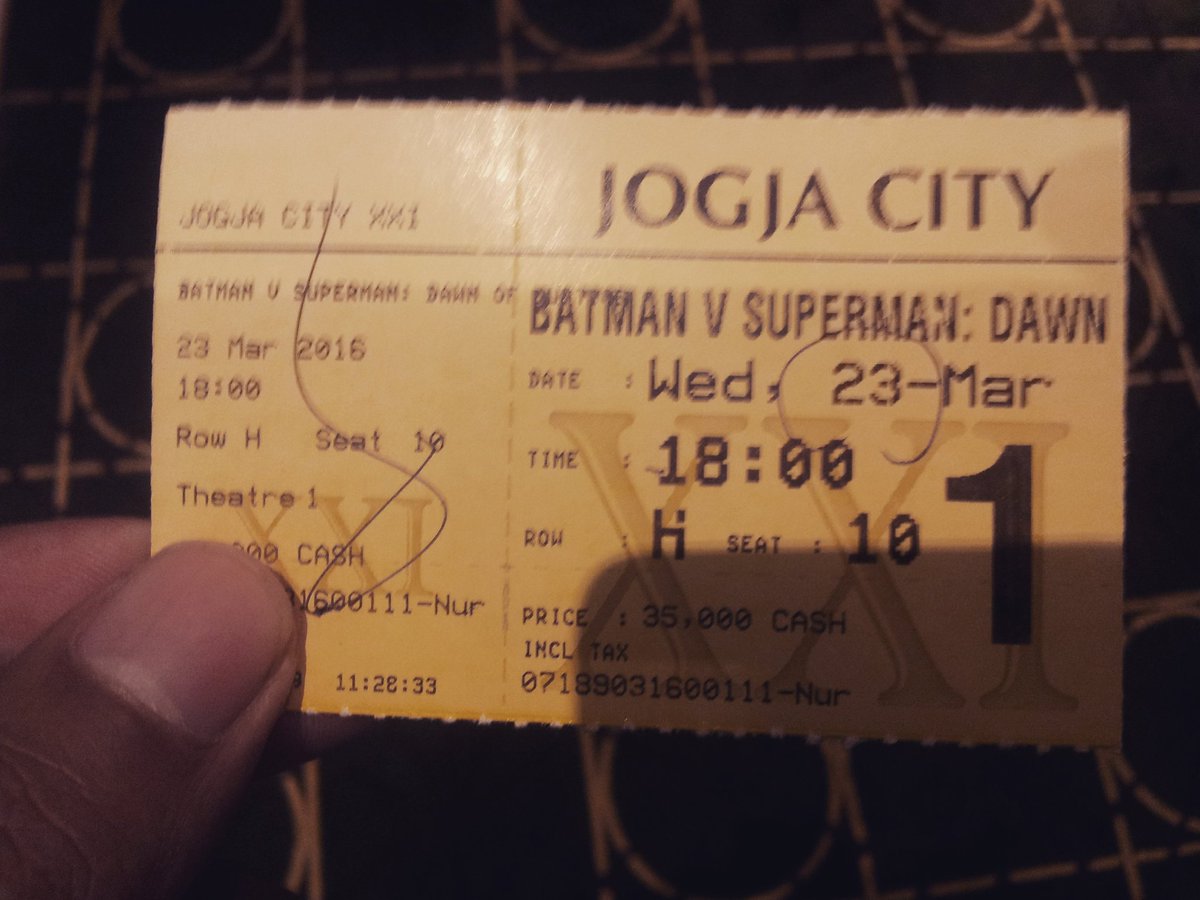 JOGJA CITY XXI
BATMAN V SUPERMAN: DAWN OF
23 Mar 2016
18:00
Row H Seat 10
Theatre 1
000 CASH
31600111-Nur
11:28:33
XXI
JOGJA CITY
BATMAN V SUPERMAN: DAWN
DATE : Wed, 23-Mar
TIME : 18:00
ROW : H SEAT : 10
1
PRICE : 35,000 CASH
INCL TAX
07189031600111-Nur
XXI